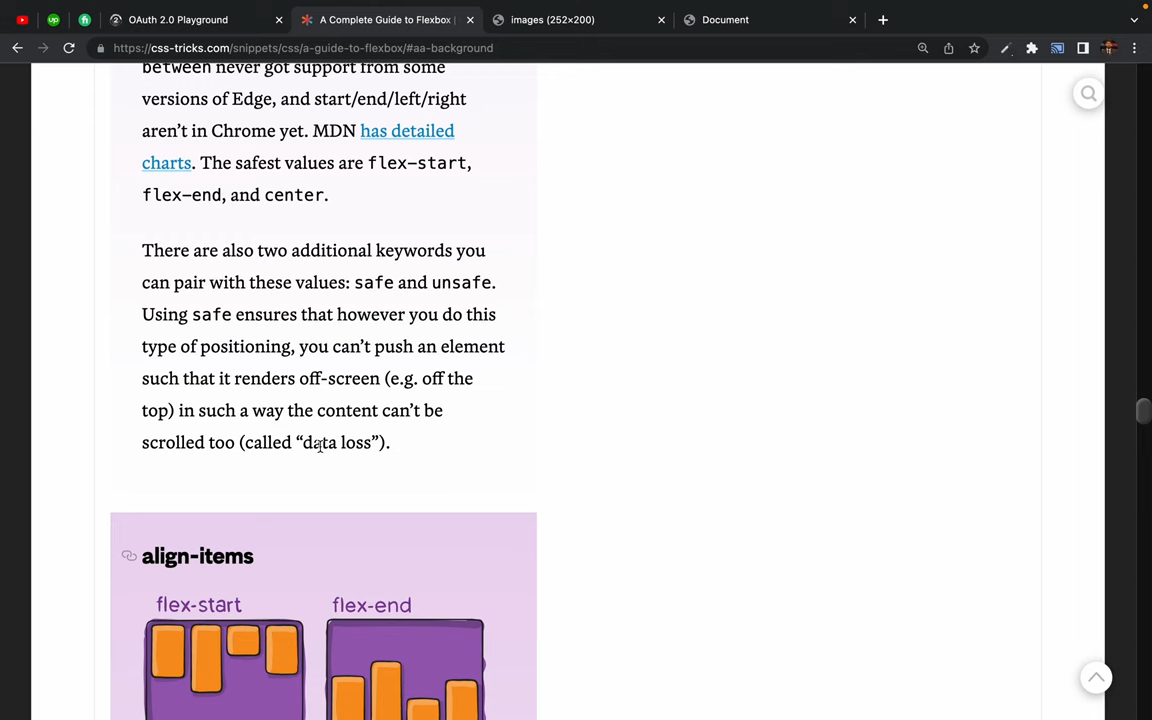 OAuth 2.0 Playground
A Complete Guide to Flexbox |
images (252×200)
Document
https://css-tricks.com/snippets/css/a-guide-to-flexbox/#aa-background
between never got support from some
versions of Edge, and start/end/left/right
aren’t in Chrome yet. MDN has detailed
charts. The safest values are flex-start,
flex-end, and center.
There are also two additional keywords you
can pair with these values: safe and unsafe.
Using safe ensures that however you do this
type of positioning, you can’t push an element
such that it renders off-screen (e.g. off the
top) in such a way the content can’t be
scrolled too (called “data loss”).
align-items
flex-start
flex-end